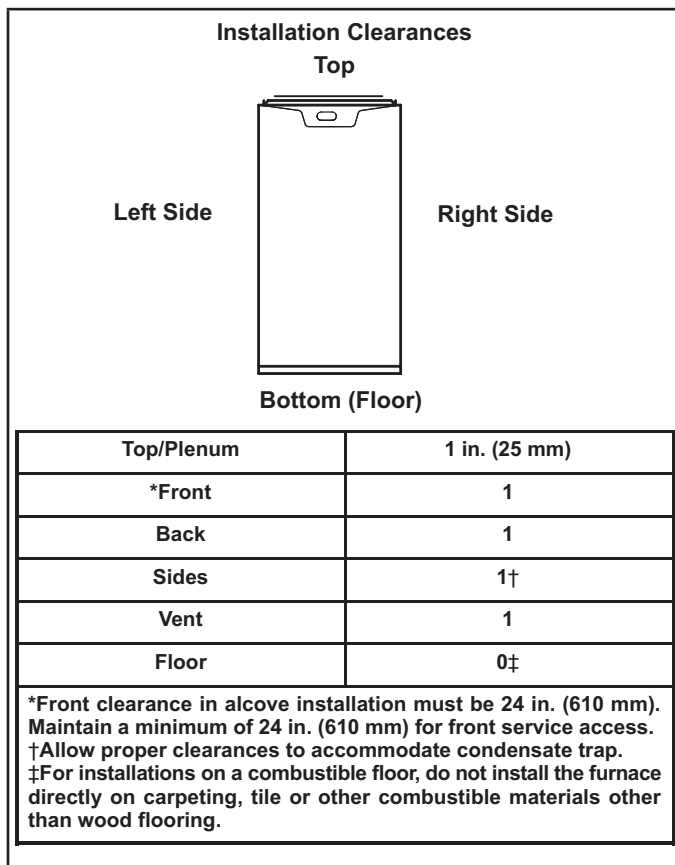 Installation Clearances
Top
Left Side
Right Side
Bottom (Floor)
Top/Plenum 1 in. (25 mm)
*Front 1
Back 1
Sides 1†
Vent 1
Floor 0‡
*Front clearance in alcove installation must be 24 in. (610 mm).
Maintain a minimum of 24 in. (610 mm) for front service access.
†Allow proper clearances to accommodate condensate trap.
‡For installations on a combustible floor, do not install the furnace
directly on carpeting, tile or other combustible materials other
than wood flooring.